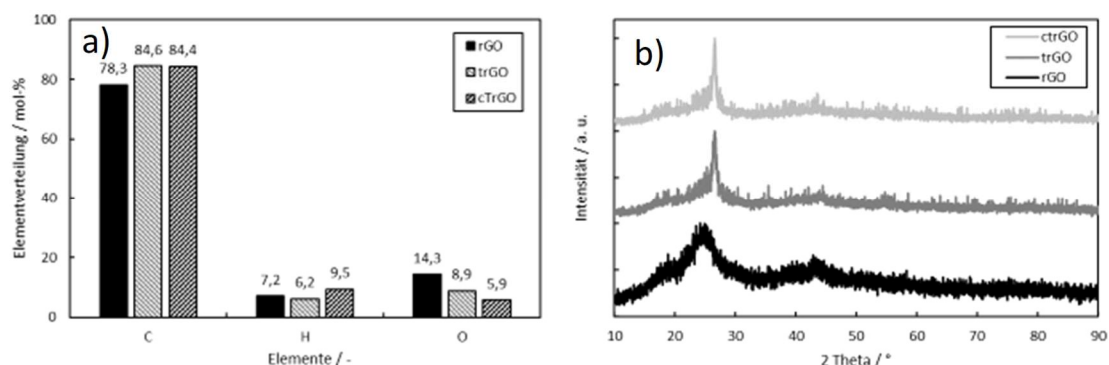 a)
100
80
60
40
20
0
Elementverteilung / mol-%
78,3
84,6
84,4
7,2
6,2
9,5
14,3
8,9
5,9
rGO
trGO
cTrGO
C
H
O
Elemente / -
b)
Intensität / a. u.
ctrGO
trGO
rGO
10
20
30
40
50
60
70
80
90
2 Theta / °